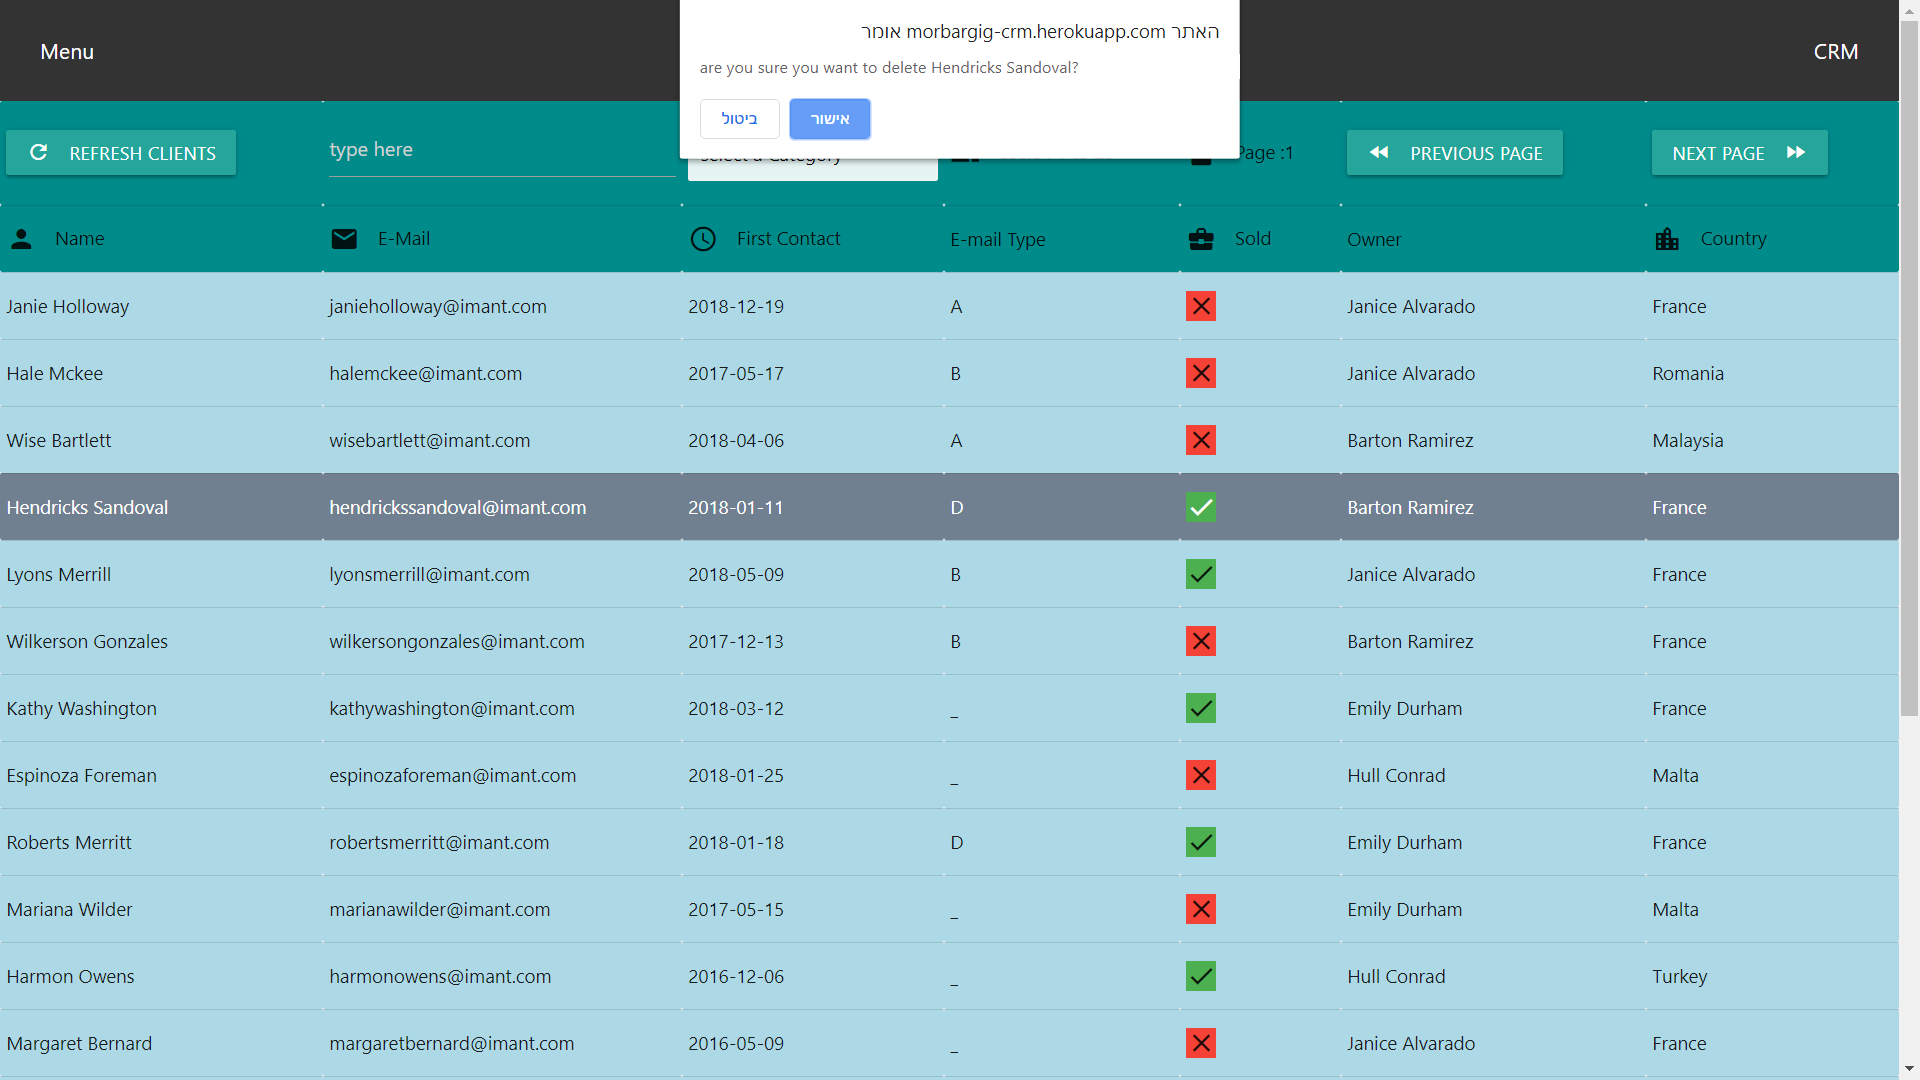 האתר morbargig-crm.herokuapp.com אומר
are you sure you want to delete Hendricks Sandoval?
ביטול אישור
Menu CRM
REFRESH CLIENTS type here Select a Category Page :1 PREVIOUS PAGE NEXT PAGE
Name E-Mail First Contact E-mail Type Sold Owner Country
Janie Holloway janieholloway@imant.com 2018-12-19 A Janice Alvarado France
Hale Mckee halemckee@imant.com 2017-05-17 B Janice Alvarado Romania
Wise Bartlett wisebartlett@imant.com 2018-04-06 A Barton Ramirez Malaysia
Hendricks Sandoval hendrickssandoval@imant.com 2018-01-11 D Barton Ramirez France
Lyons Merrill lyonsmerrill@imant.com 2018-05-09 B Janice Alvarado France
Wilkerson Gonzales wilkersongonzales@imant.com 2017-12-13 B Barton Ramirez France
Kathy Washington kathywashington@imant.com 2018-03-12 _ Emily Durham France
Espinoza Foreman espinozaforeman@imant.com 2018-01-25 _ Hull Conrad Malta
Roberts Merritt robertsmerritt@imant.com 2018-01-18 D Emily Durham France
Mariana Wilder marianawilder@imant.com 2017-05-15 _ Emily Durham Malta
Harmon Owens harmonowens@imant.com 2016-12-06 _ Hull Conrad Turkey
Margaret Bernard margaretbernard@imant.com 2016-05-09 _ Janice Alvarado France